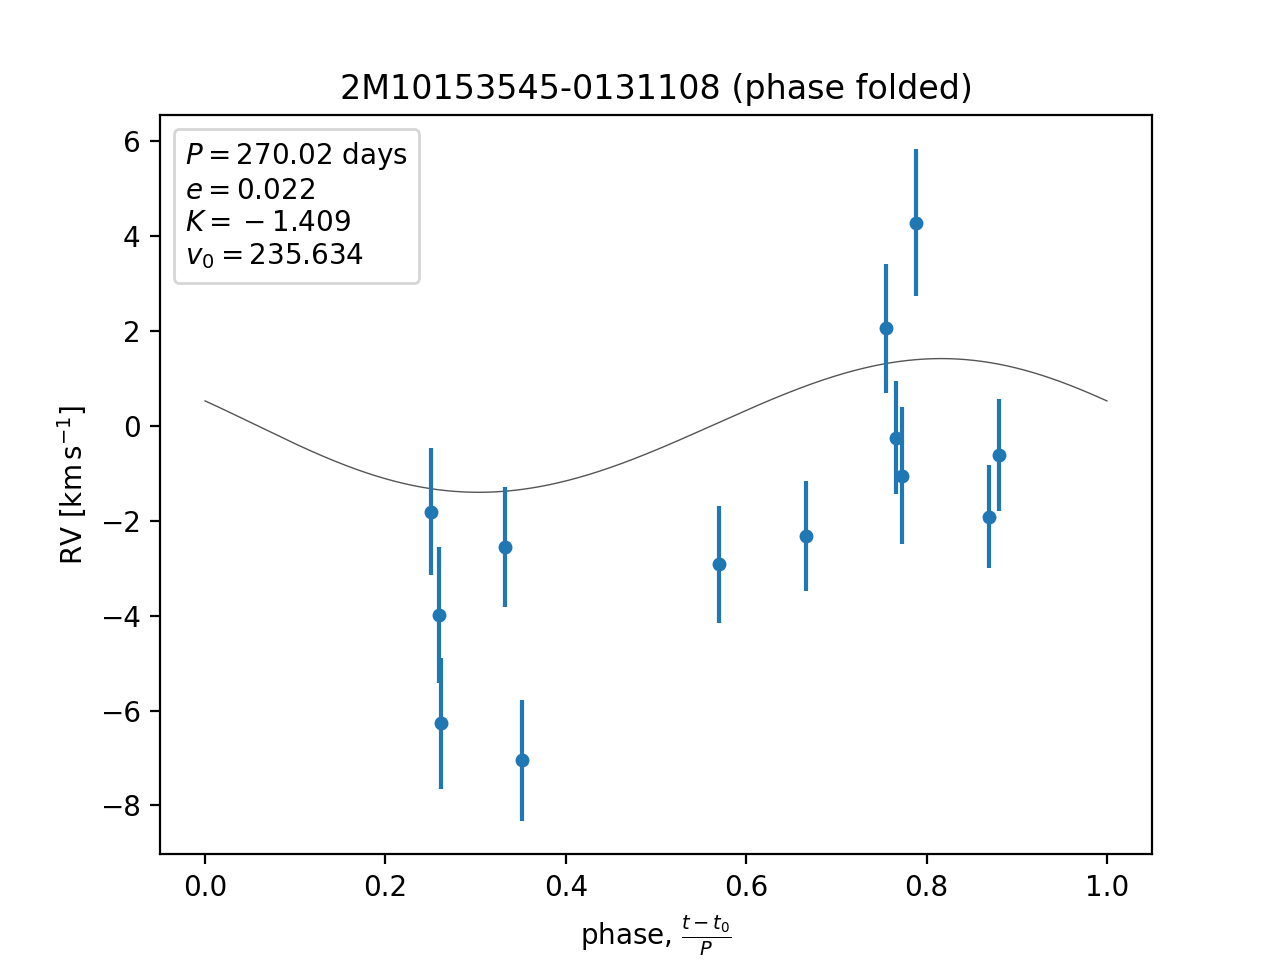 2M10153545-0131108 (phase folded)
P = 270.02 days
e = 0.022
K = −1.409
v₀ = 235.634
6
4
2
0
−2
−4
−6
−8
RV [km s⁻¹]
0.0 0.2 0.4 0.6 0.8 1.0
phase, (t − t₀)/P